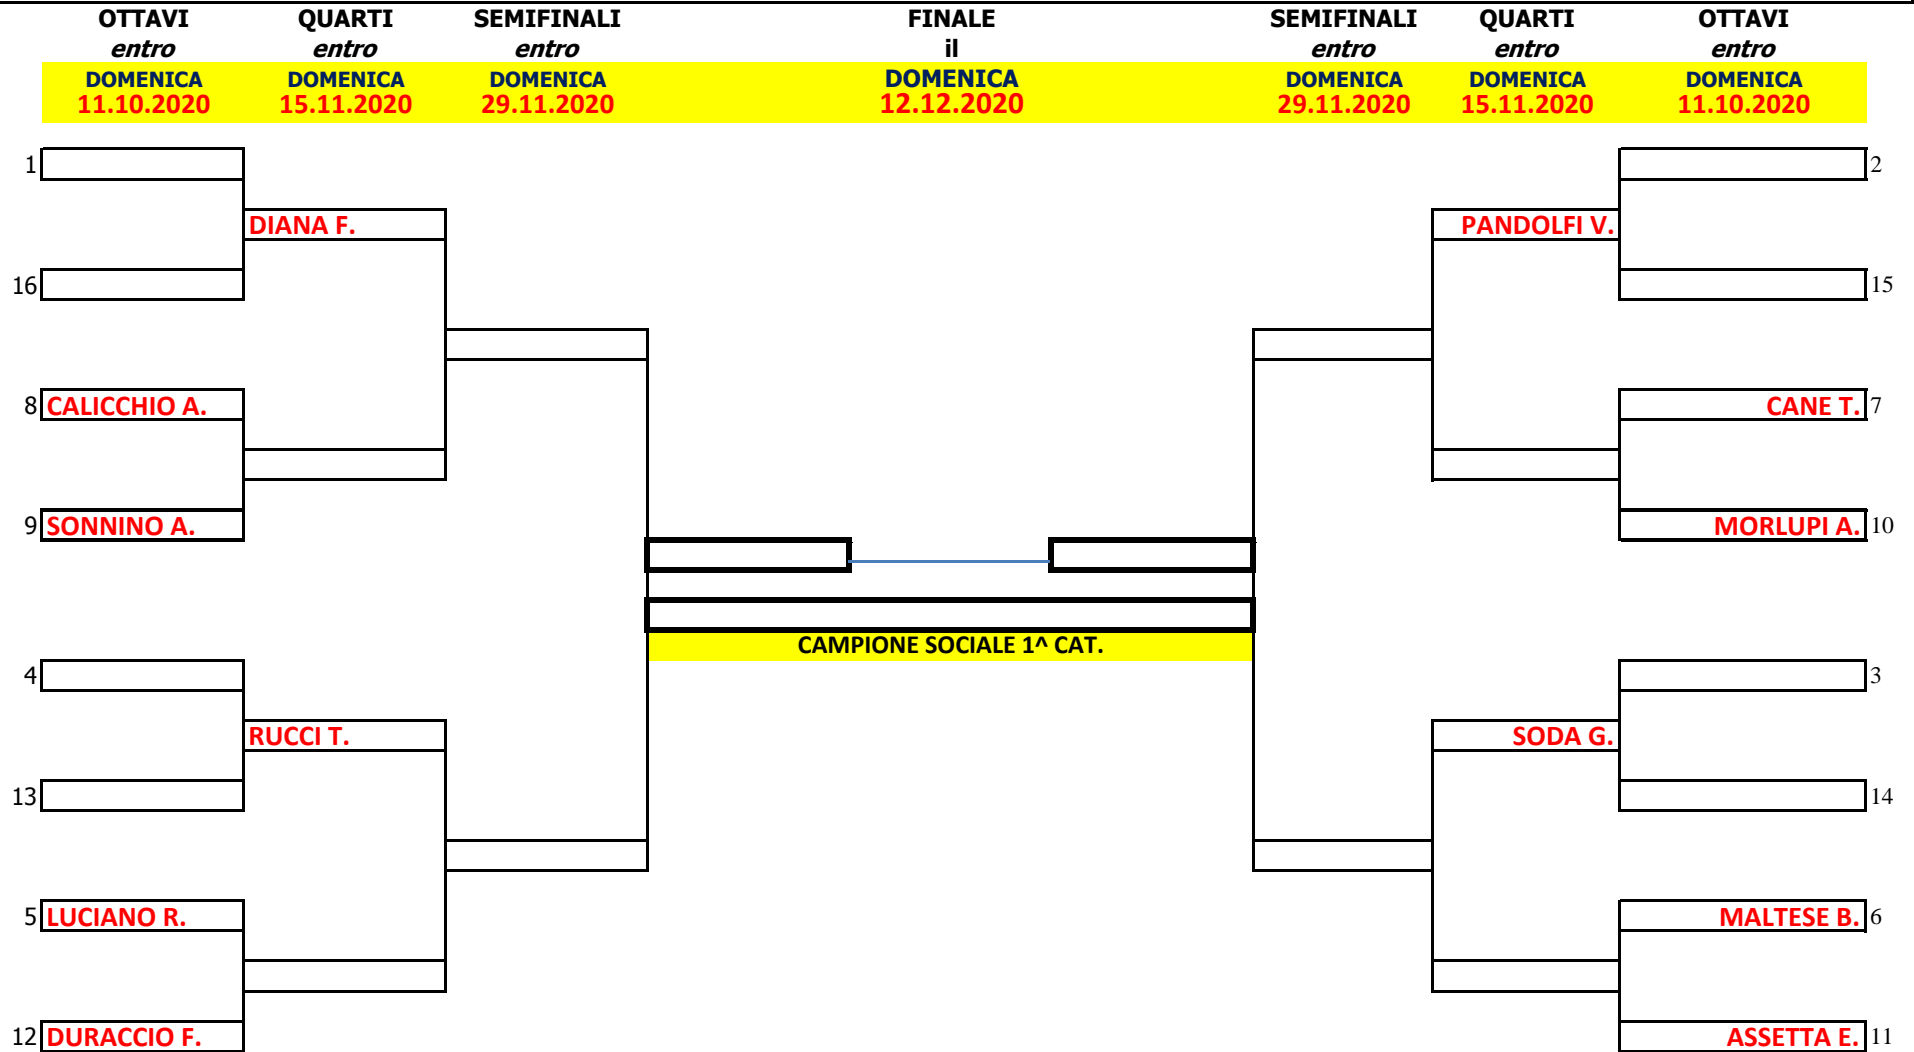 OTTAVI QUARTI SEMIFINALI FINALE SEMIFINALI QUARTI OTTAVI
entro entro entro il entro entro entro
DOMENICA DOMENICA DOMENICA DOMENICA DOMENICA DOMENICA DOMENICA
11.10.2020 15.11.2020 29.11.2020 12.12.2020 29.11.2020 15.11.2020 11.10.2020
1 2
DIANA F. PANDOLFI V.
16 15
8 CALICCHIO A. CANE T. 7
9 SONNINO A. MORLUPI A. 10
CAMPIONE SOCIALE 1^ CAT.
4 3
RUCCI T. SODA G.
13 14
5 LUCIANO R. MALTESE B. 6
12 DURACCIO F. ASSETTA E. 11